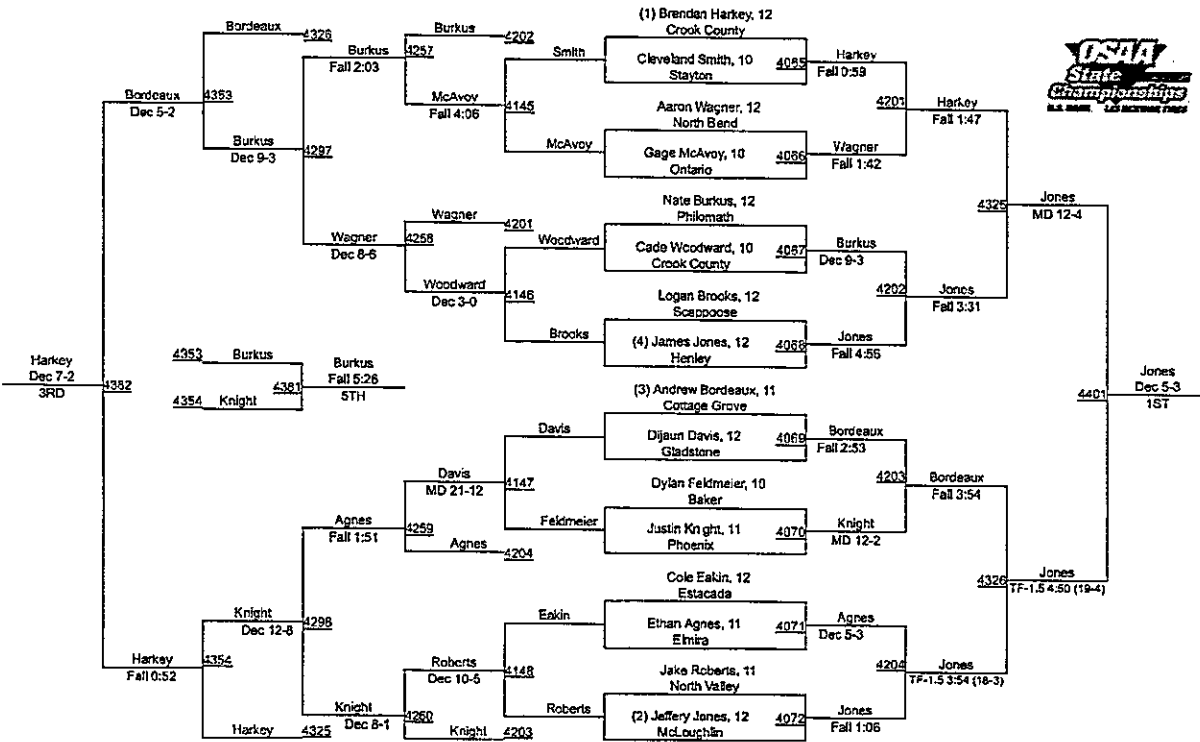 OSAA
State
Championships
(1) Brenden Harkey, 12
Crook County
Cleveland Smith, 10
Stayton
4065
Aaron Wagner, 12
North Bend
Gage McAvoy, 10
Ontario
4066
Nate Burkus, 12
Philomath
Cade Woodward, 10
Crook County
4067
Logan Brooks, 12
Scappoose
(4) James Jones, 12
Henley
4068
(3) Andrew Bordeaux, 11
Cottage Grove
Dijaun Davis, 12
Gladstone
4069
Dylan Feldmeier, 10
Baker
Justin Knight, 11
Phoenix
4070
Cole Eakin, 12
Estacada
Ethan Agnes, 11
Elmira
4071
Jake Roberts, 11
North Valley
(2) Jeffery Jones, 12
McLoughlin
4072
Harkey
Fall 0:59
4201
Wagner
Fall 1:42
Burkus
Dec 9-3
4202
Jones
Fall 4:56
Bordeaux
Fall 2:53
4203
Knight
MD 12-2
Agnes
Dec 5-3
4204
Jones
Fall 1:06
Harkey
Fall 1:47
4325
Jones
Fall 3:31
Bordeaux
Fall 3:54
4326
Jones
TF-1.5 3:54 (18-3)
Jones
MD 12-4
4401
Jones
TF-1.5 4:50 (19-4)
Jones
Dec 5-3
1ST
Smith
4145
McAvoy
Woodward
4146
Brooks
Davis
4147
Feldmeier
Eakin
4148
Roberts
Burkus
4202
4257
McAvoy
Fall 4:06
Wagner
4201
4258
Woodward
Dec 3-0
Davis
MD 21-12
4259
Agnes
4204
Roberts
Dec 10-5
4260
Knight
4203
Burkus
Fall 2:03
4297
Wagner
Dec 8-6
Agnes
Fall 1:51
4298
Knight
Dec 8-1
Bordeaux
4326
4353
Burkus
Dec 9-3
Knight
Dec 12-8
4354
Harkey
4325
Bordeaux
Dec 5-2
4382
Harkey
Fall 0:52
Harkey
Dec 7-2
3RD
4353
Burkus
4381
4354
Knight
Burkus
Fall 5:26
5TH